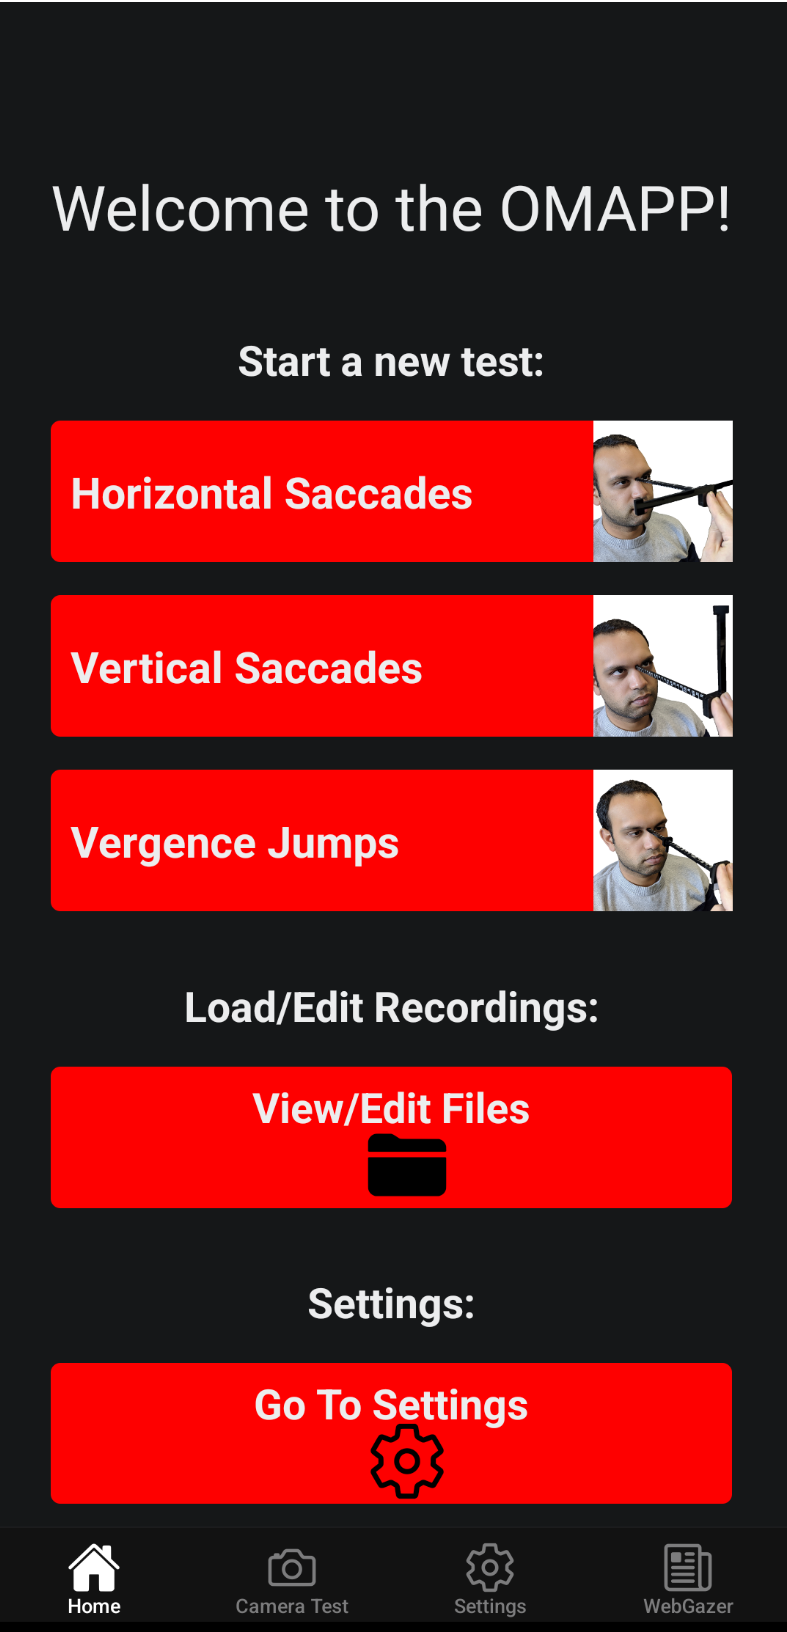 Welcome to the OMAPP!
Start a new test:
Horizontal Saccades
Vertical Saccades
Vergence Jumps
Load/Edit Recordings:
View/Edit Files
Settings:
Go To Settings
Home
Camera Test
Settings
WebGazer